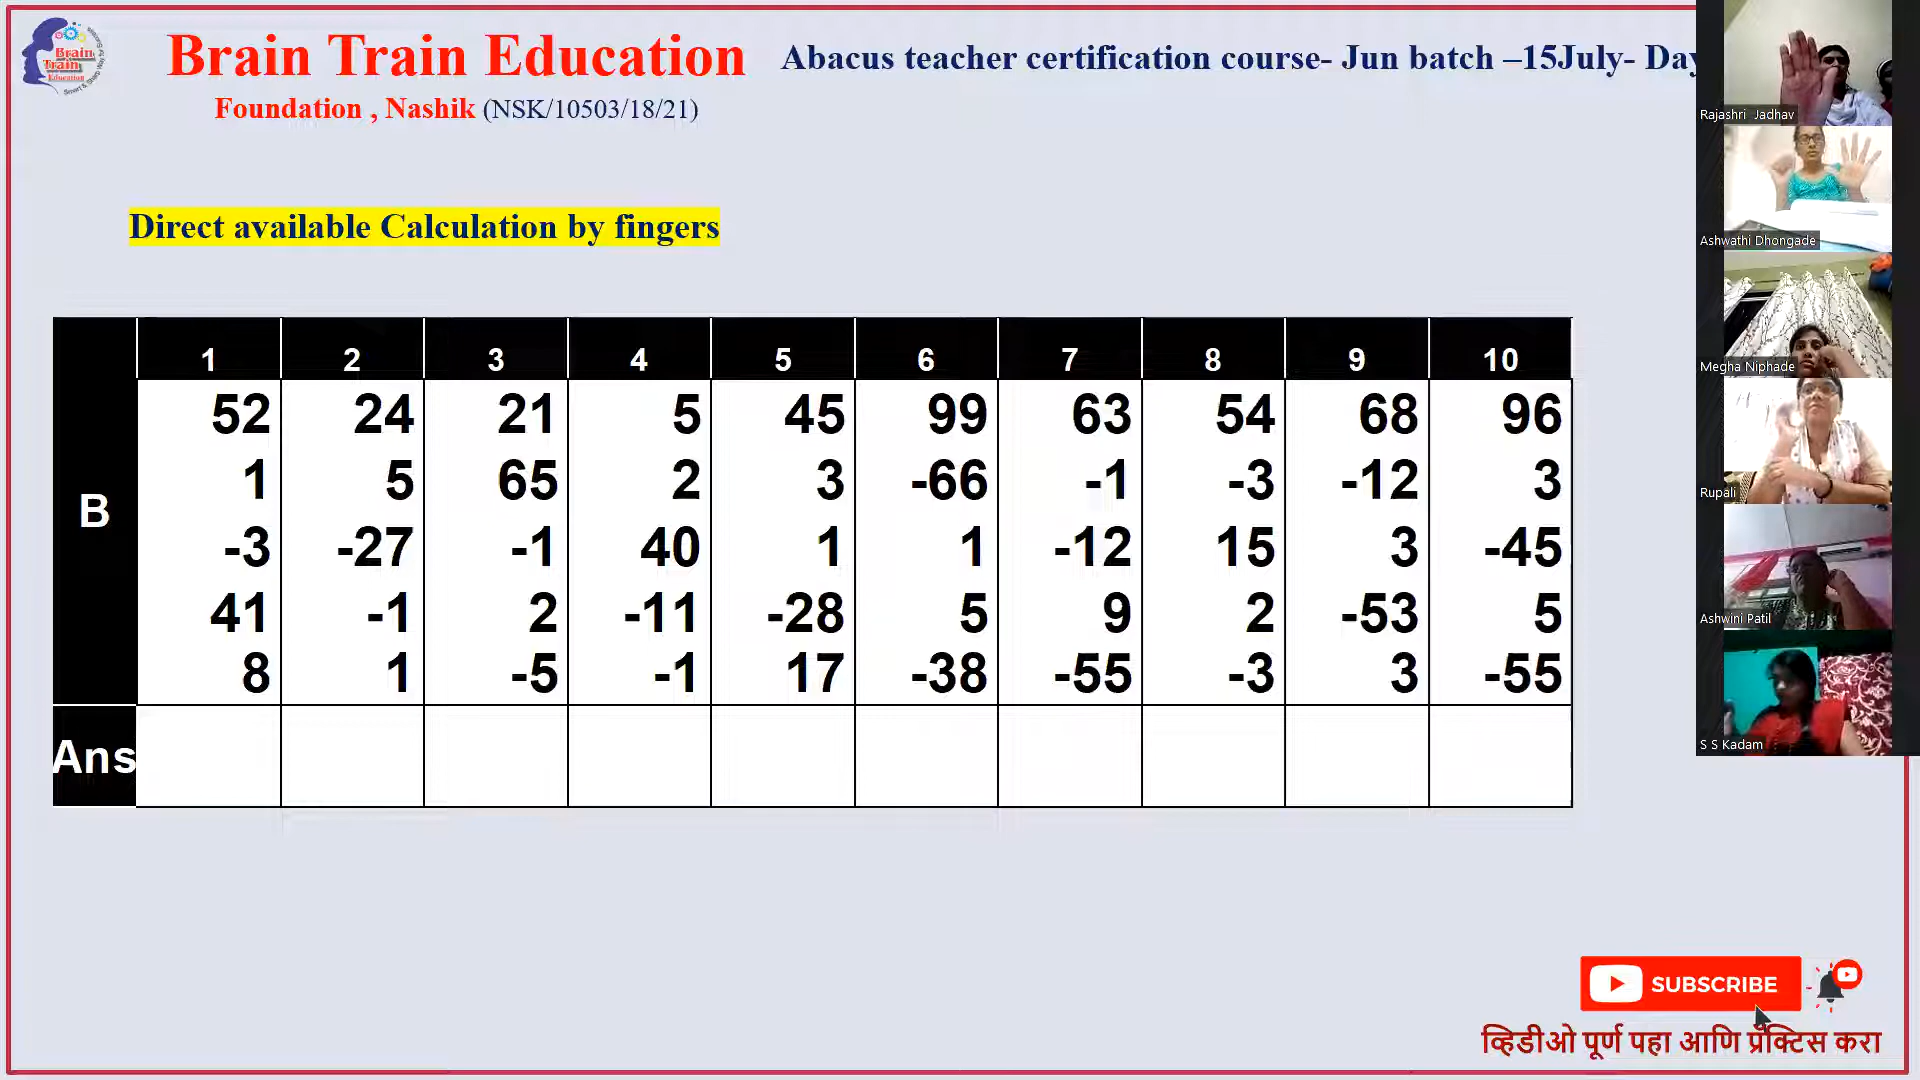 Brain Train Education
Abacus teacher certification course- Jun batch –15July- Day
Foundation , Nashik (NSK/10503/18/21)
Brain
Train
Education
Direct available Calculation by fingers
1 2 3 4 5 6 7 8 9 10
52 24 21 5 45 99 63 54 68 96
B
1 5 65 2 3 -66 -1 -3 -12 3
-3 -27 -1 40 1 1 -12 15 3 -45
41 -1 2 -11 -28 5 9 2 -53 5
8 1 -5 -1 17 -38 -55 -3 3 -55
Ans
Rajashri Jadhav
Ashwathi Dhongade
Megha Niphade
Rupali
Ashwini Patil
S S Kadam
SUBSCRIBE
व्हिडीओ पूर्ण पहा आणि प्रॅक्टिस करा